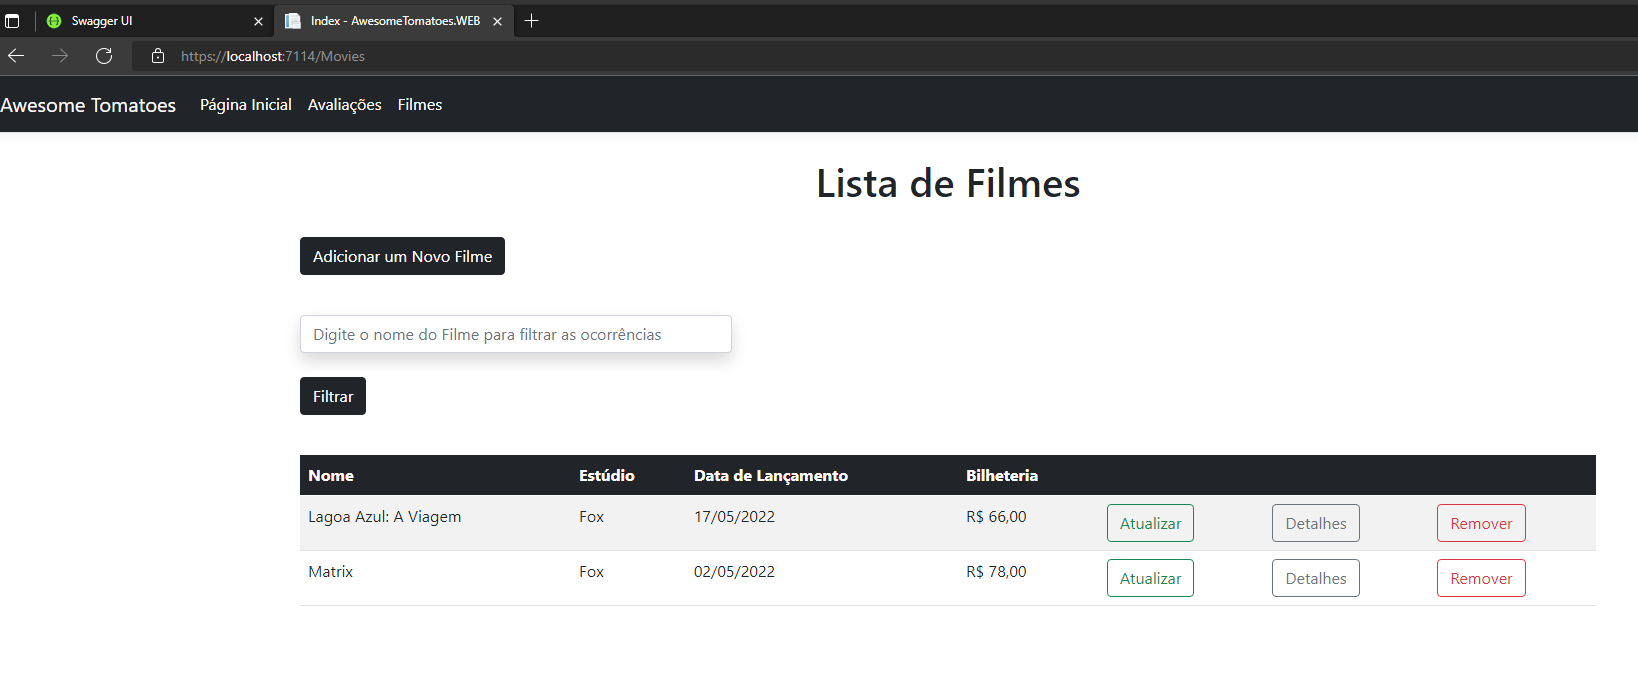 Swagger UI
Index - AwesomeTomatoes.WEB
https://localhost:7114/Movies
Awesome Tomatoes Página Inicial Avaliações Filmes
Lista de Filmes
Adicionar um Novo Filme
Digite o nome do Filme para filtrar as ocorrências
Filtrar
Nome Estúdio Data de Lançamento Bilheteria
Lagoa Azul: A Viagem Fox 17/05/2022 R$ 66,00 Atualizar Detalhes Remover
Matrix Fox 02/05/2022 R$ 78,00 Atualizar Detalhes Remover